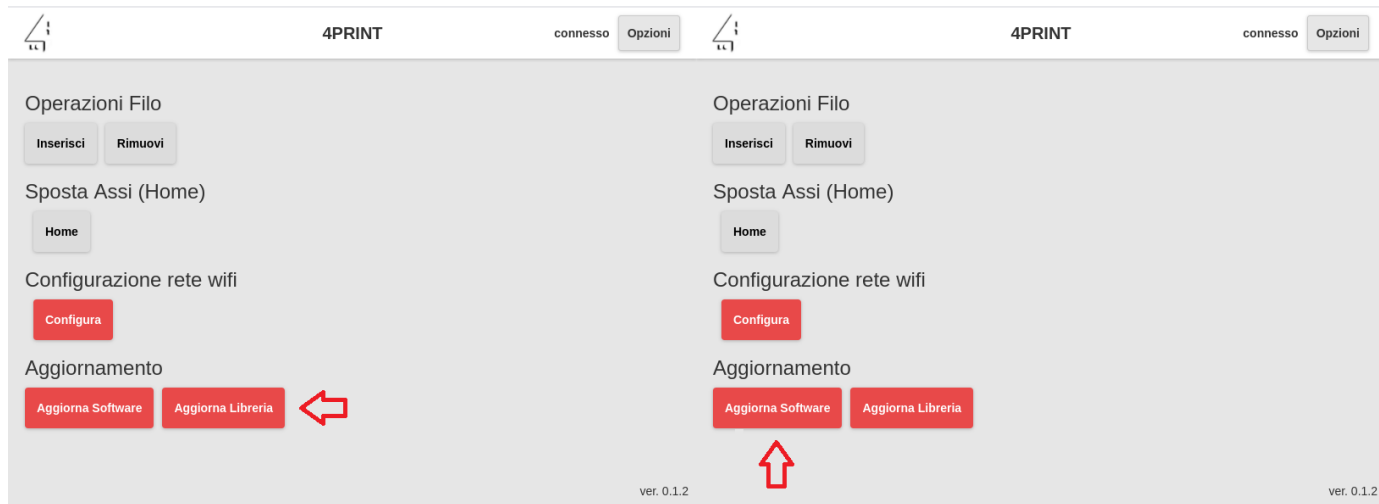 4PRINT connesso Opzioni
Operazioni Filo
Inserisci Rimuovi
Sposta Assi (Home)
Home
Configurazione rete wifi
Configura
Aggiornamento
Aggiorna Software Aggiorna Libreria
ver. 0.1.2
4PRINT connesso Opzioni
Operazioni Filo
Inserisci Rimuovi
Sposta Assi (Home)
Home
Configurazione rete wifi
Configura
Aggiornamento
Aggiorna Software Aggiorna Libreria
ver. 0.1.2